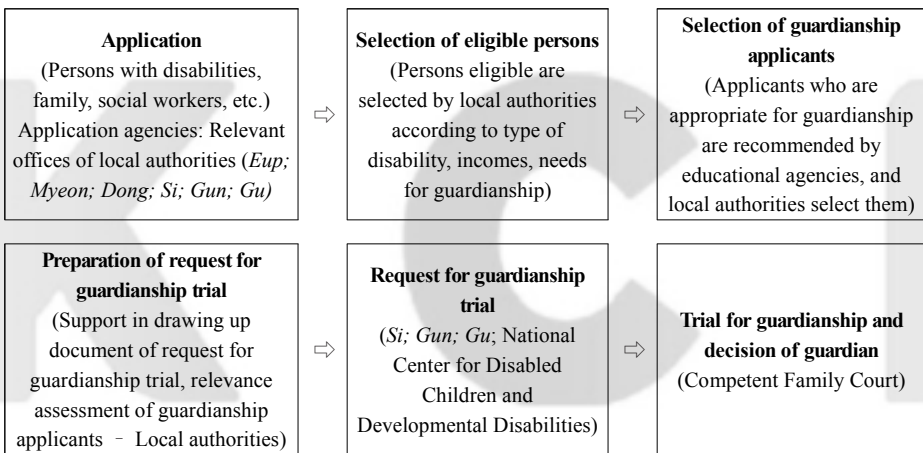 Application
(Persons with disabilities,
family, social workers, etc.)
Application agencies: Relevant
offices of local authorities (Eup;
Myeon; Dong; Si; Gun; Gu)
⇨
Selection of eligible persons
(Persons eligible are
selected by local authorities
according to type of
disability, incomes, needs
for guardianship)
⇨
Selection of guardianship
applicants
(Applicants who are
appropriate for guardianship
are recommended by
educational agencies, and
local authorities select them)
Preparation of request for
guardianship trial
(Support in drawing up
document of request for
guardianship trial, relevance
assessment of guardianship
applicants – Local authorities)
⇨
Request for guardianship
trial
(Si; Gun; Gu; National
Center for Disabled
Children and
Developmental Disabilities)
⇨
Trial for guardianship and
decision of guardian
(Competent Family Court)